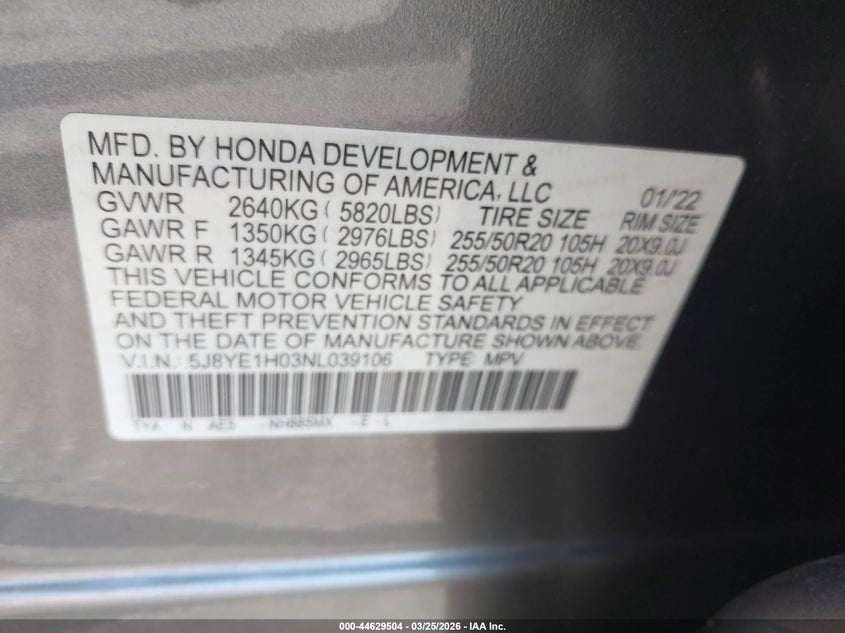 MFD. BY HONDA DEVELOPMENT &
MANUFACTURING OF AMERICA, LLC 01/'22
GVWR 2640KG ( 5820LBS) TIRE SIZE RIM SIZE
GAWR F 1350KG ( 2976LBS) 255/50R20 105H 20X9.0J
GAWR R 1345KG ( 2965LBS) 255/50R20 105H 20X9.0J
THIS VEHICLE CONFORMS TO ALL APPLICABLE
FEDERAL MOTOR VEHICLE SAFETY
AND THEFT PREVENTION STANDARDS IN EFFECT
ON THE DATE OF MANUFACTURE SHOWN ABOVE.
V.I.N.: 5J8YE1H03NL039106 TYPE MPV
TYA N AE5 -NH885MX -E -L
000-44629504 — 03/25/2026 — IAA Inc.